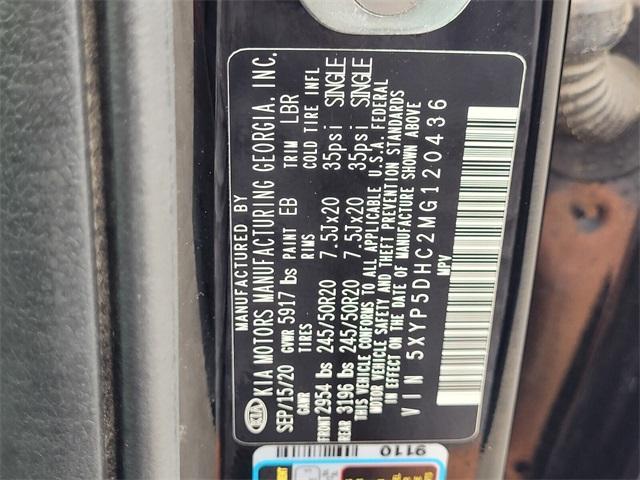 MANUFACTURED BY
KIA KIA MOTORS MANUFACTURING GEORGIA, INC.
SEP/15/20 GVWR 5917 lbs PAINT EB TRIM LBR
GAWR TIRES RIMS COLD TIRE INFL
FRONT 2954 lbs 245/50R20 7.5Jx20 35psi SINGLE
REAR 3196 lbs 245/50R20 7.5Jx20 35psi SINGLE
THIS VEHICLE CONFORMS TO ALL APPLICABLE U.S.A. FEDERAL
MOTOR VEHICLE SAFETY AND THEFT PREVENTION STANDARDS
IN EFFECT ON THE DATE OF MANUFACTURE SHOWN ABOVE
VIN 5XYP5DHC2MG120436
MPV
9110